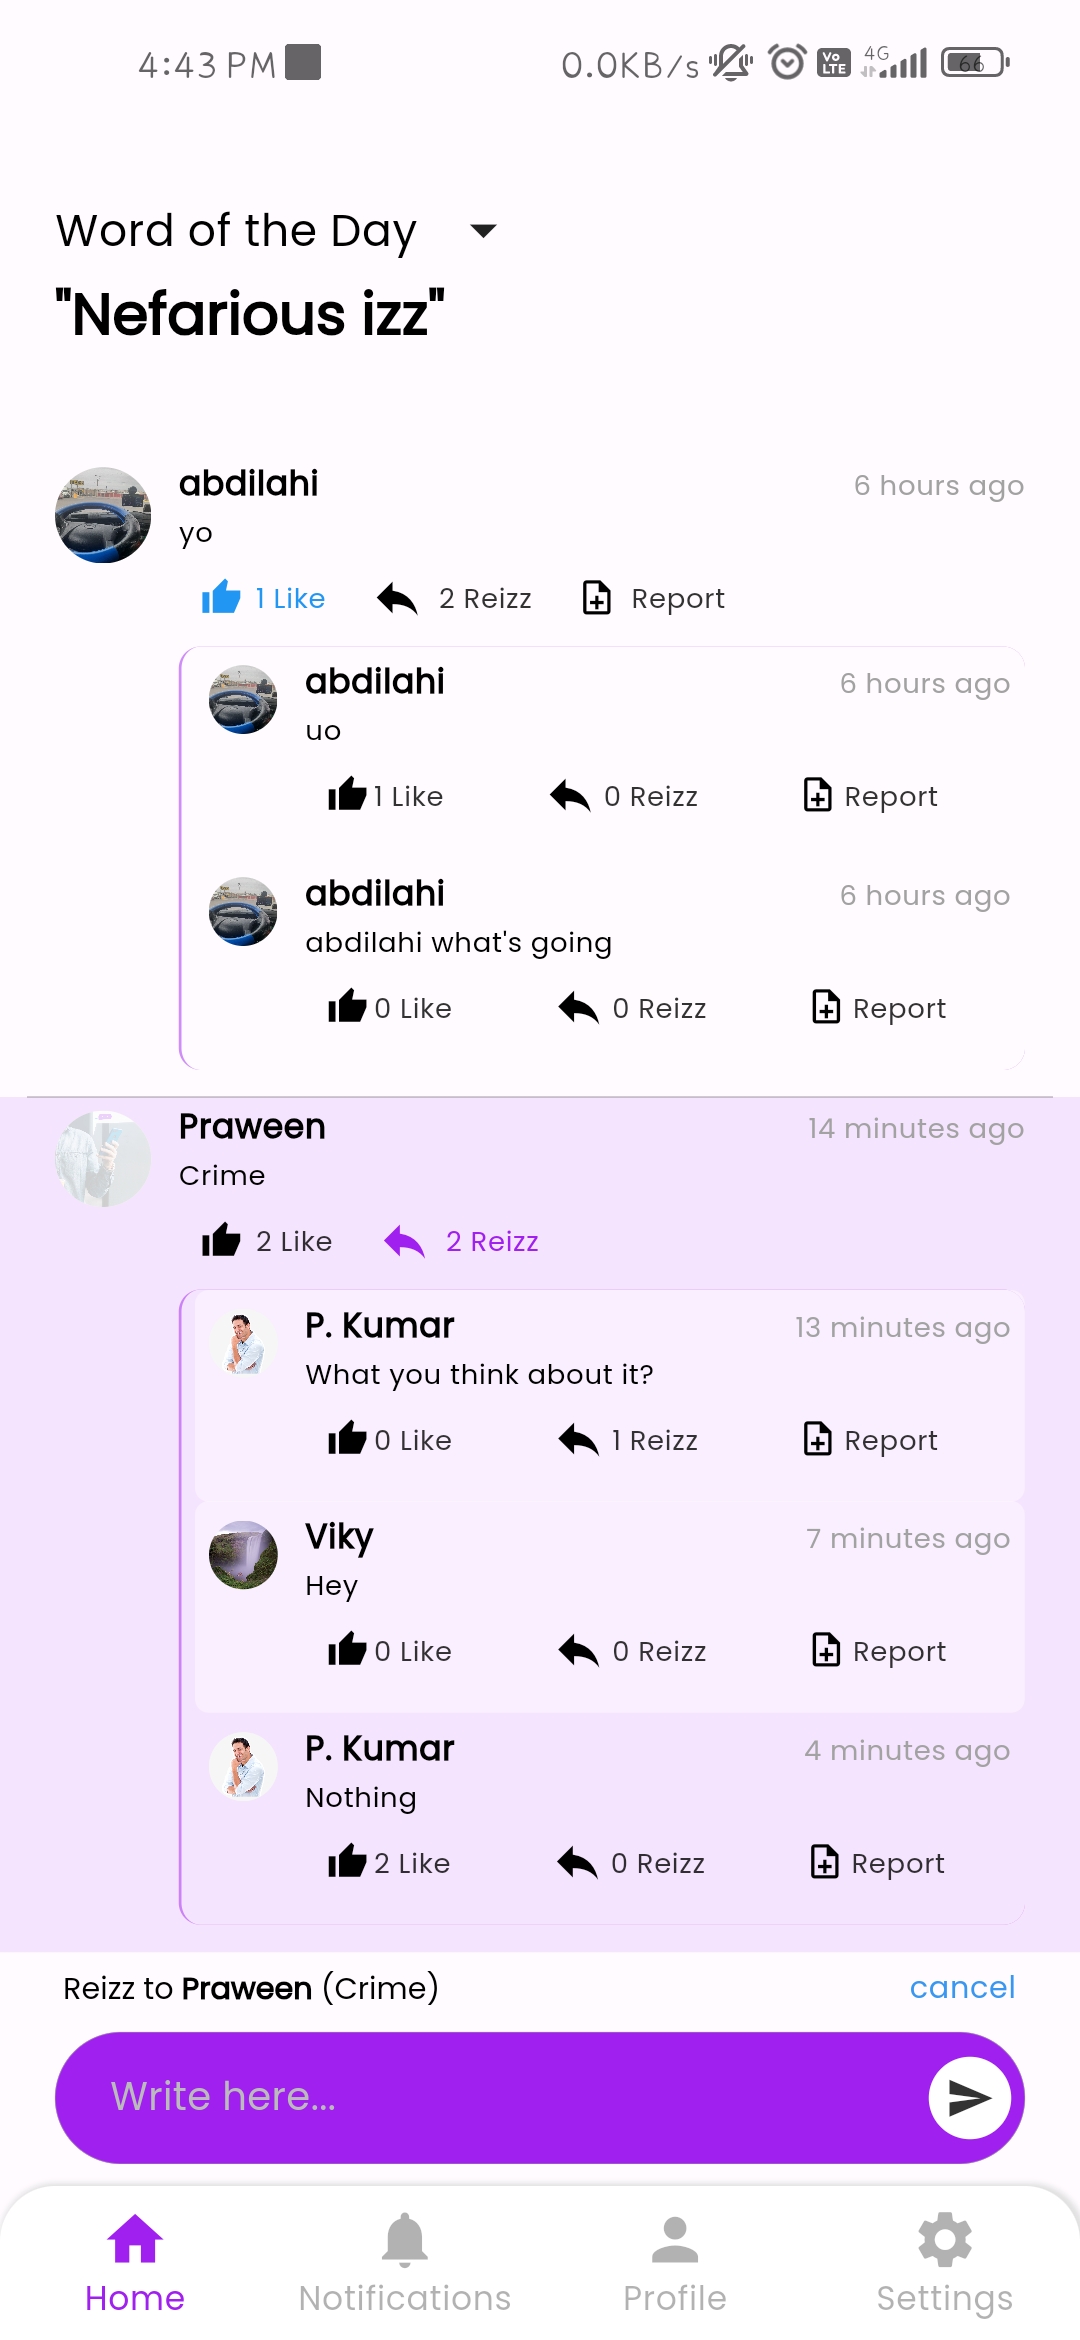 4:43 PM 0.0KB/s Vo LTE 4G 66
Word of the Day
"Nefarious izz"
abdilahi 6 hours ago
yo
1 Like 2 Reizz Report
abdilahi 6 hours ago
uo
1 Like 0 Reizz Report
abdilahi 6 hours ago
abdilahi what's going
0 Like 0 Reizz Report
Praween 14 minutes ago
Crime
2 Like 2 Reizz
P. Kumar 13 minutes ago
What you think about it?
0 Like 1 Reizz Report
Viky 7 minutes ago
Hey
0 Like 0 Reizz Report
P. Kumar 4 minutes ago
Nothing
2 Like 0 Reizz Report
Reizz to Praween (Crime) cancel
Write here...
Home Notifications Profile Settings